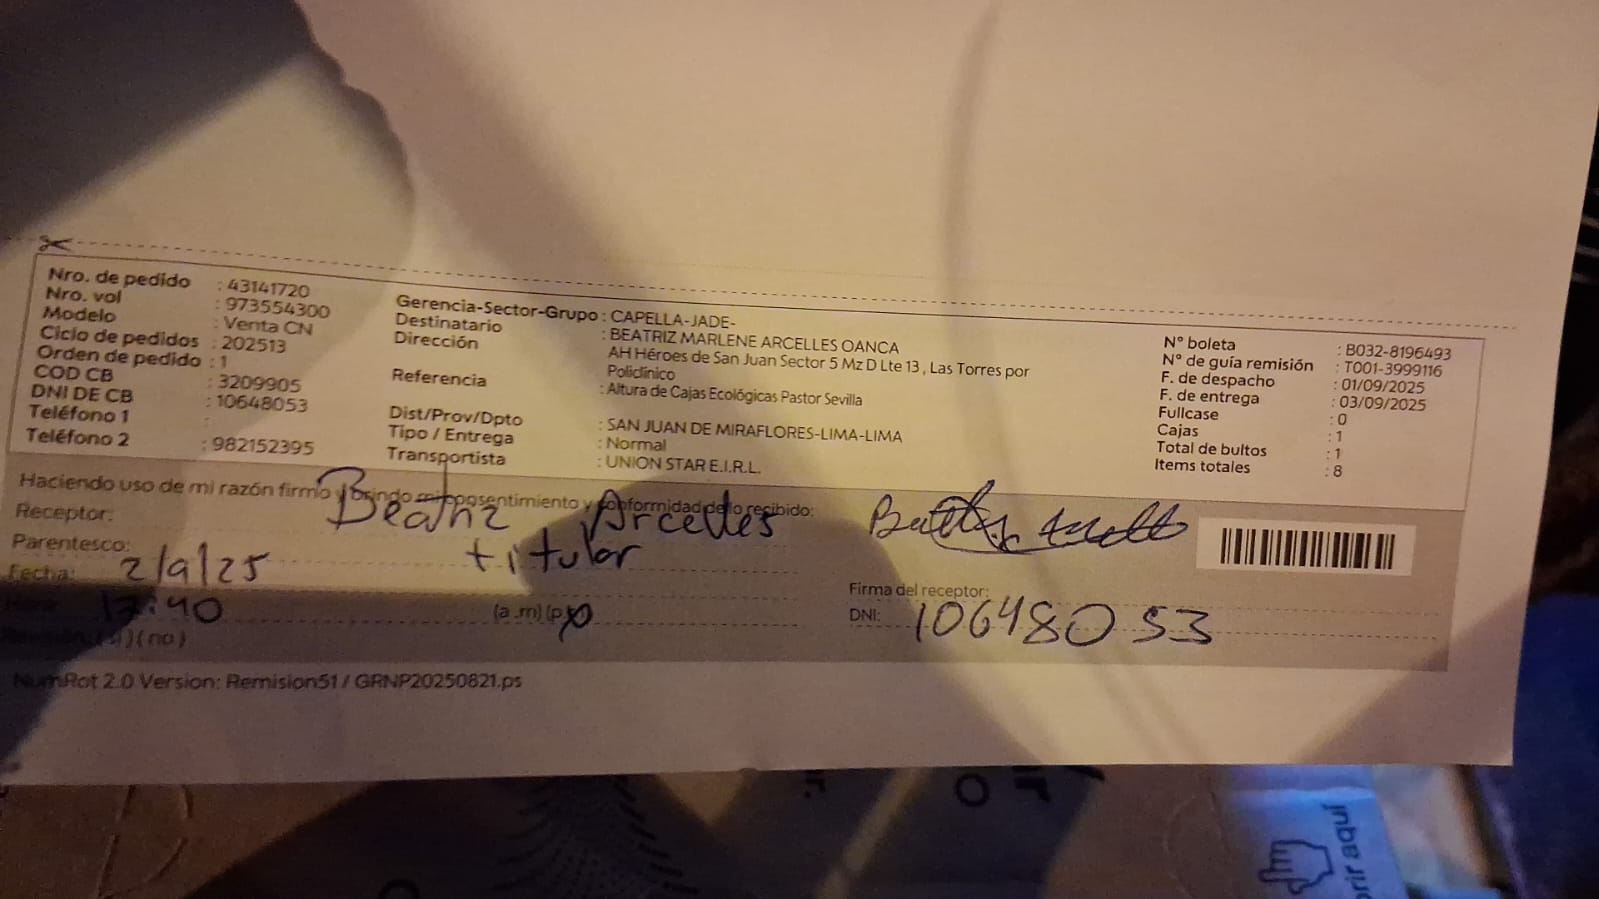 Nro. de pedido : 43141720
Nro. vol : 973554300
Modelo : Venta CN
Ciclo de pedidos : 202513
Orden de pedido : 1
COD CB : 3209905
DNI DE CB : 10648053
Teléfono 1 :
Teléfono 2 : 982152395
Gerencia-Sector-Grupo : CAPELLA-JADE-
Destinatario : BEATRIZ MARLENE ARCELLES OANCA
Dirección : AH Héroes de San Juan Sector 5 Mz D Lte 13 , Las Torres por
Policlínico
Referencia : Altura de Cajas Ecológicas Pastor Sevilla
Dist/Prov/Dpto : SAN JUAN DE MIRAFLORES-LIMA-LIMA
Tipo / Entrega : Normal
Transportista : UNION STAR E.I.R.L.
N° boleta : B032-8196493
N° de guía remisión : T001-3999116
F. de despacho : 01/09/2025
F. de entrega : 03/09/2025
Fullcase : 0
Cajas : 1
Total de bultos : 1
Items totales : 8
Haciendo uso de mi razón firmo y brindo mi consentimiento y conformidad de lo recibido:
Receptor: Beatriz Arcelles
Parentesco: titular
Fecha: 2/9/25
:40 (a.m) (p.
(no)
Firma del receptor:
DNI: 10648053
NumRot 2.0 Version: Remision51 / GRNP20250821.ps
rir aquí